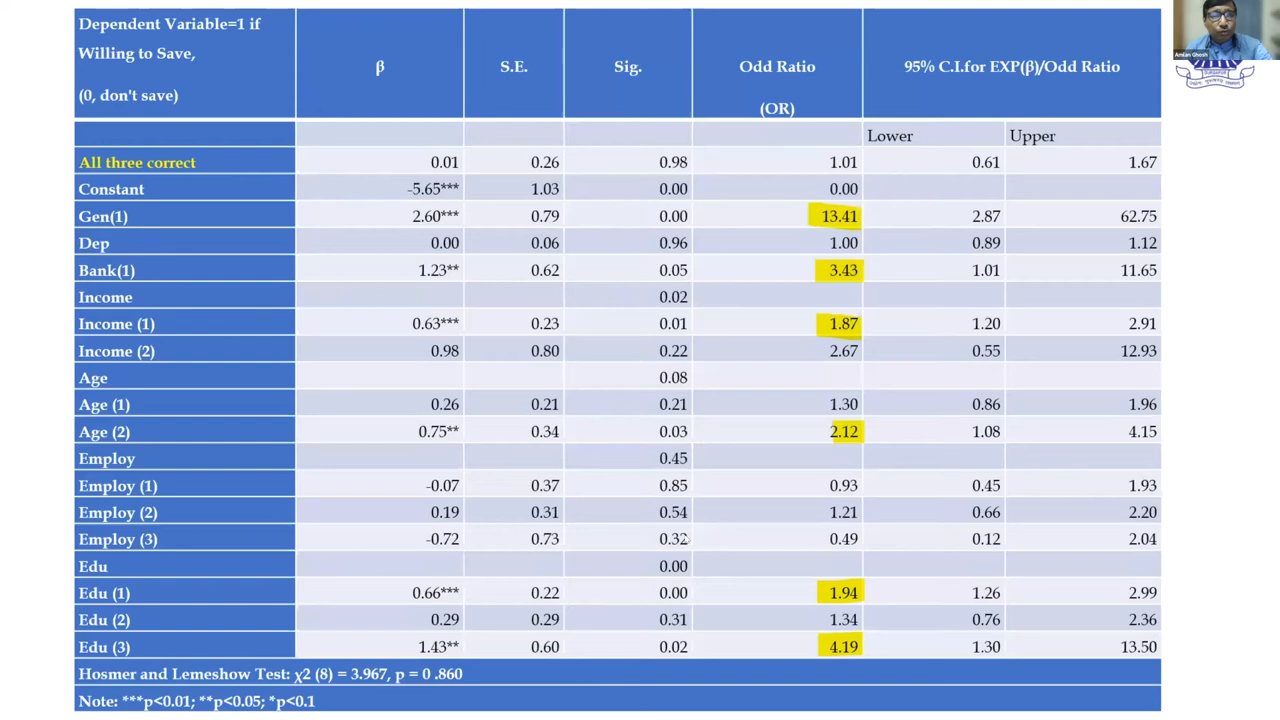 Dependent Variable=1 if
Willing to Save,
(0, don't save)
β
S.E.
Sig.
Odd Ratio
(OR)
95% C.I.for EXP(β)/Odd Ratio
Lower Upper
All three correct 0.01 0.26 0.98 1.01 0.61 1.67
Constant -5.65*** 1.03 0.00 0.00
Gen(1) 2.60*** 0.79 0.00 13.41 2.87 62.75
Dep 0.00 0.06 0.96 1.00 0.89 1.12
Bank(1) 1.23** 0.62 0.05 3.43 1.01 11.65
Income 0.02
Income (1) 0.63*** 0.23 0.01 1.87 1.20 2.91
Income (2) 0.98 0.80 0.22 2.67 0.55 12.93
Age 0.08
Age (1) 0.26 0.21 0.21 1.30 0.86 1.96
Age (2) 0.75** 0.34 0.03 2.12 1.08 4.15
Employ 0.45
Employ (1) -0.07 0.37 0.85 0.93 0.45 1.93
Employ (2) 0.19 0.31 0.54 1.21 0.66 2.20
Employ (3) -0.72 0.73 0.32 0.49 0.12 2.04
Edu 0.00
Edu (1) 0.66*** 0.22 0.00 1.94 1.26 2.99
Edu (2) 0.29 0.29 0.31 1.34 0.76 2.36
Edu (3) 1.43** 0.60 0.02 4.19 1.30 13.50
Hosmer and Lemeshow Test: χ2 (8) = 3.967, p = 0 .860
Note: ***p<0.01; **p<0.05; *p<0.1
Amlan Ghosh